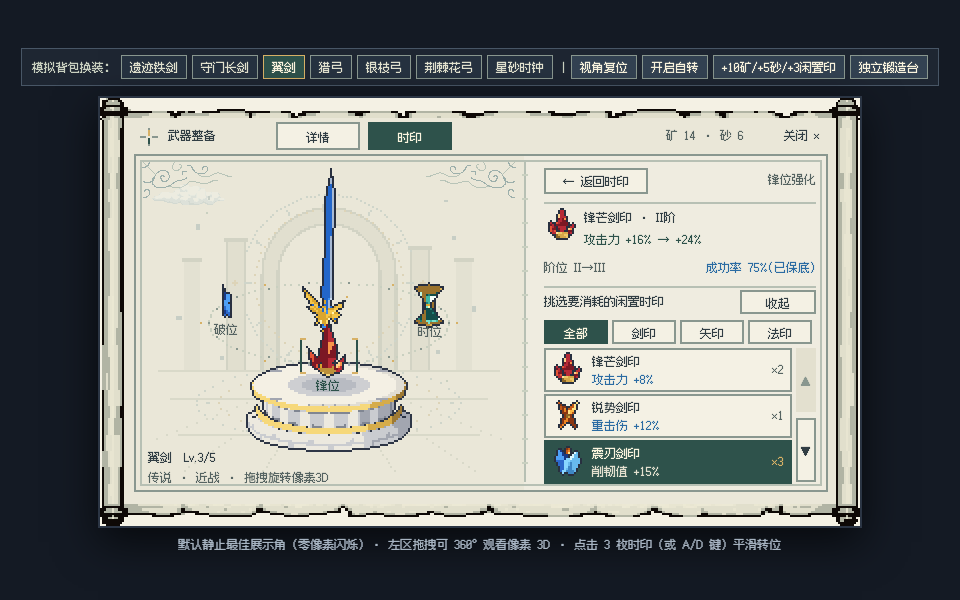 模拟背包换装: 遗迹铁剑 守门长剑 翼剑 猎弓 银枝弓 荆棘花弓 星砂时钟 | 视角复位 开启自转 +10矿/+5砂/+3闲置印 独立锻造台
武器整备 详情 时印 矿 14 · 砂 6 关闭 ×
← 返回时印 锋位强化
锋芒剑印 · II阶
攻击力 +16% → +24%
阶位 II→III 成功率 75%(已保底)
挑选要消耗的闲置时印 收起
全部 剑印 矢印 法印
锋芒剑印 ×2
攻击力 +8%
锐势剑印 ×1
重击伤 +12%
震刃剑印 ×3
削韧值 +15%
破位
时位
锋位
翼剑 Lv.3/5
传说 · 近战 · 拖拽旋转像素3D
默认静止最佳展示角（零像素闪烁） · 左区拖拽可 360° 观看像素 3D · 点击 3 枚时印（或 A/D 键）平滑转位